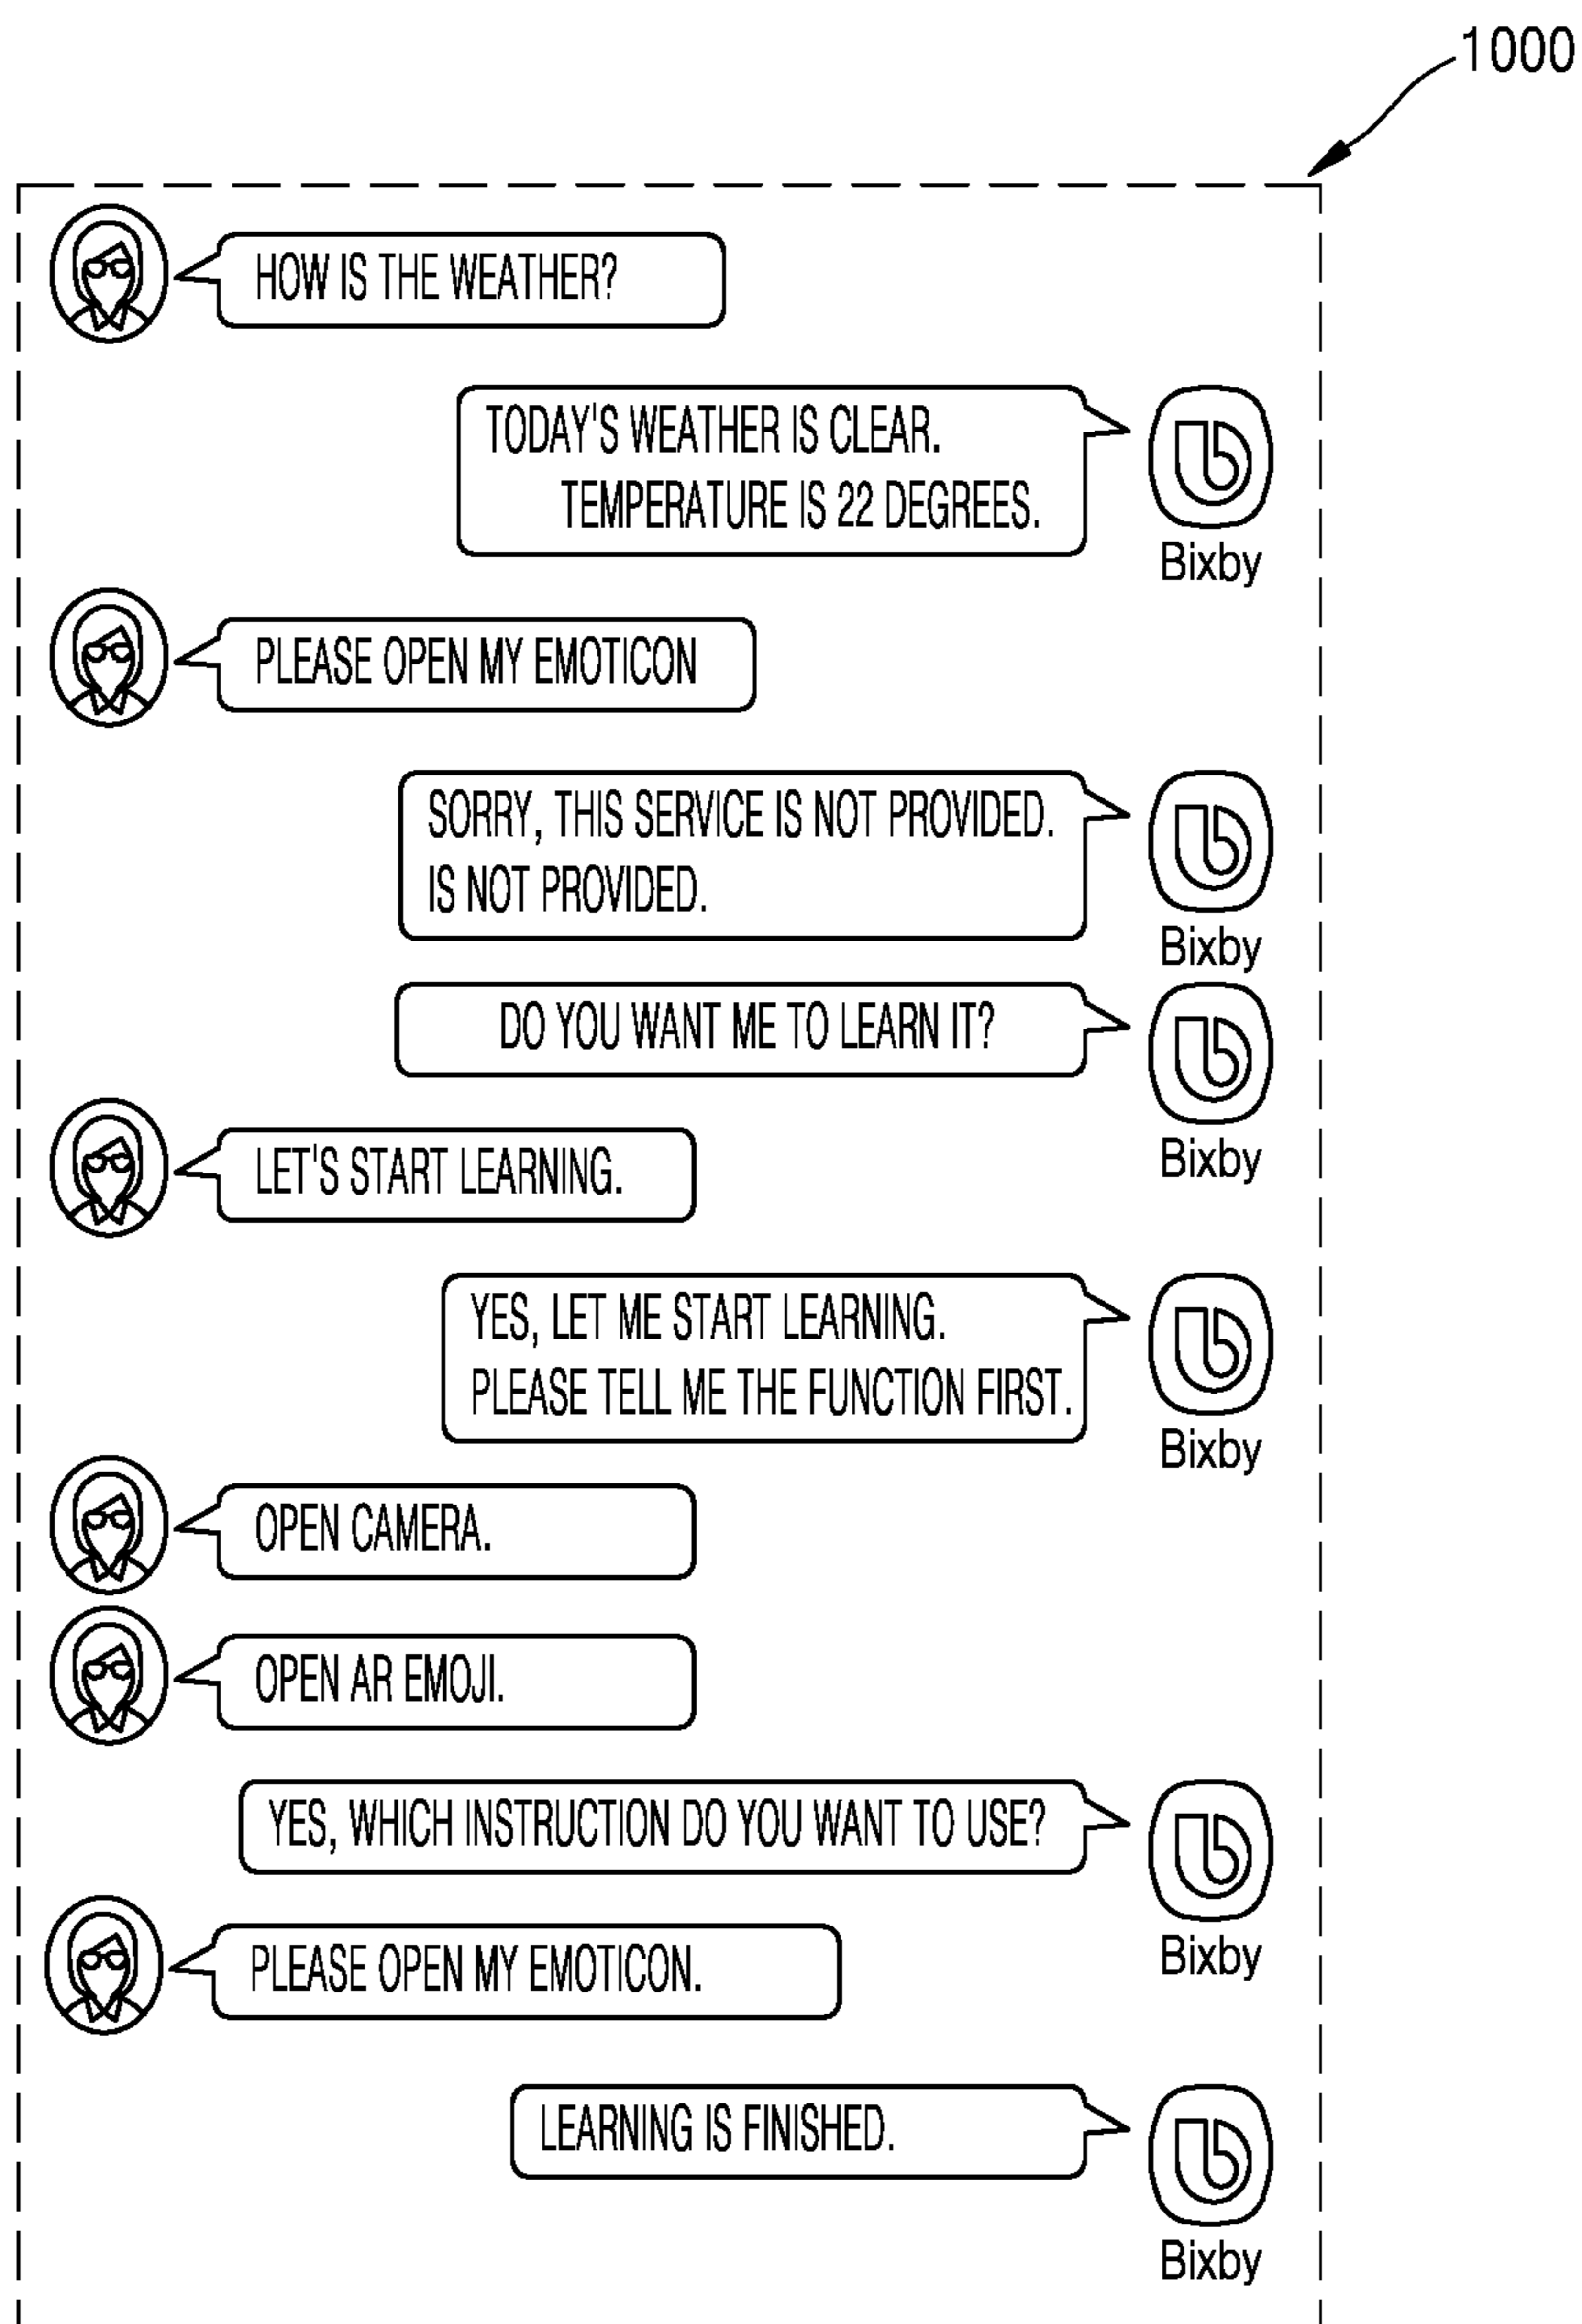 1000
HOW IS THE WEATHER?
TODAY'S WEATHER IS CLEAR.
TEMPERATURE IS 22 DEGREES.
Bixby
PLEASE OPEN MY EMOTICON
SORRY, THIS SERVICE IS NOT PROVIDED.
IS NOT PROVIDED.
Bixby
DO YOU WANT ME TO LEARN IT?
Bixby
LET'S START LEARNING.
YES, LET ME START LEARNING.
PLEASE TELL ME THE FUNCTION FIRST.
Bixby
OPEN CAMERA.
OPEN AR EMOJI.
YES, WHICH INSTRUCTION DO YOU WANT TO USE?
Bixby
PLEASE OPEN MY EMOTICON.
LEARNING IS FINISHED.
Bixby